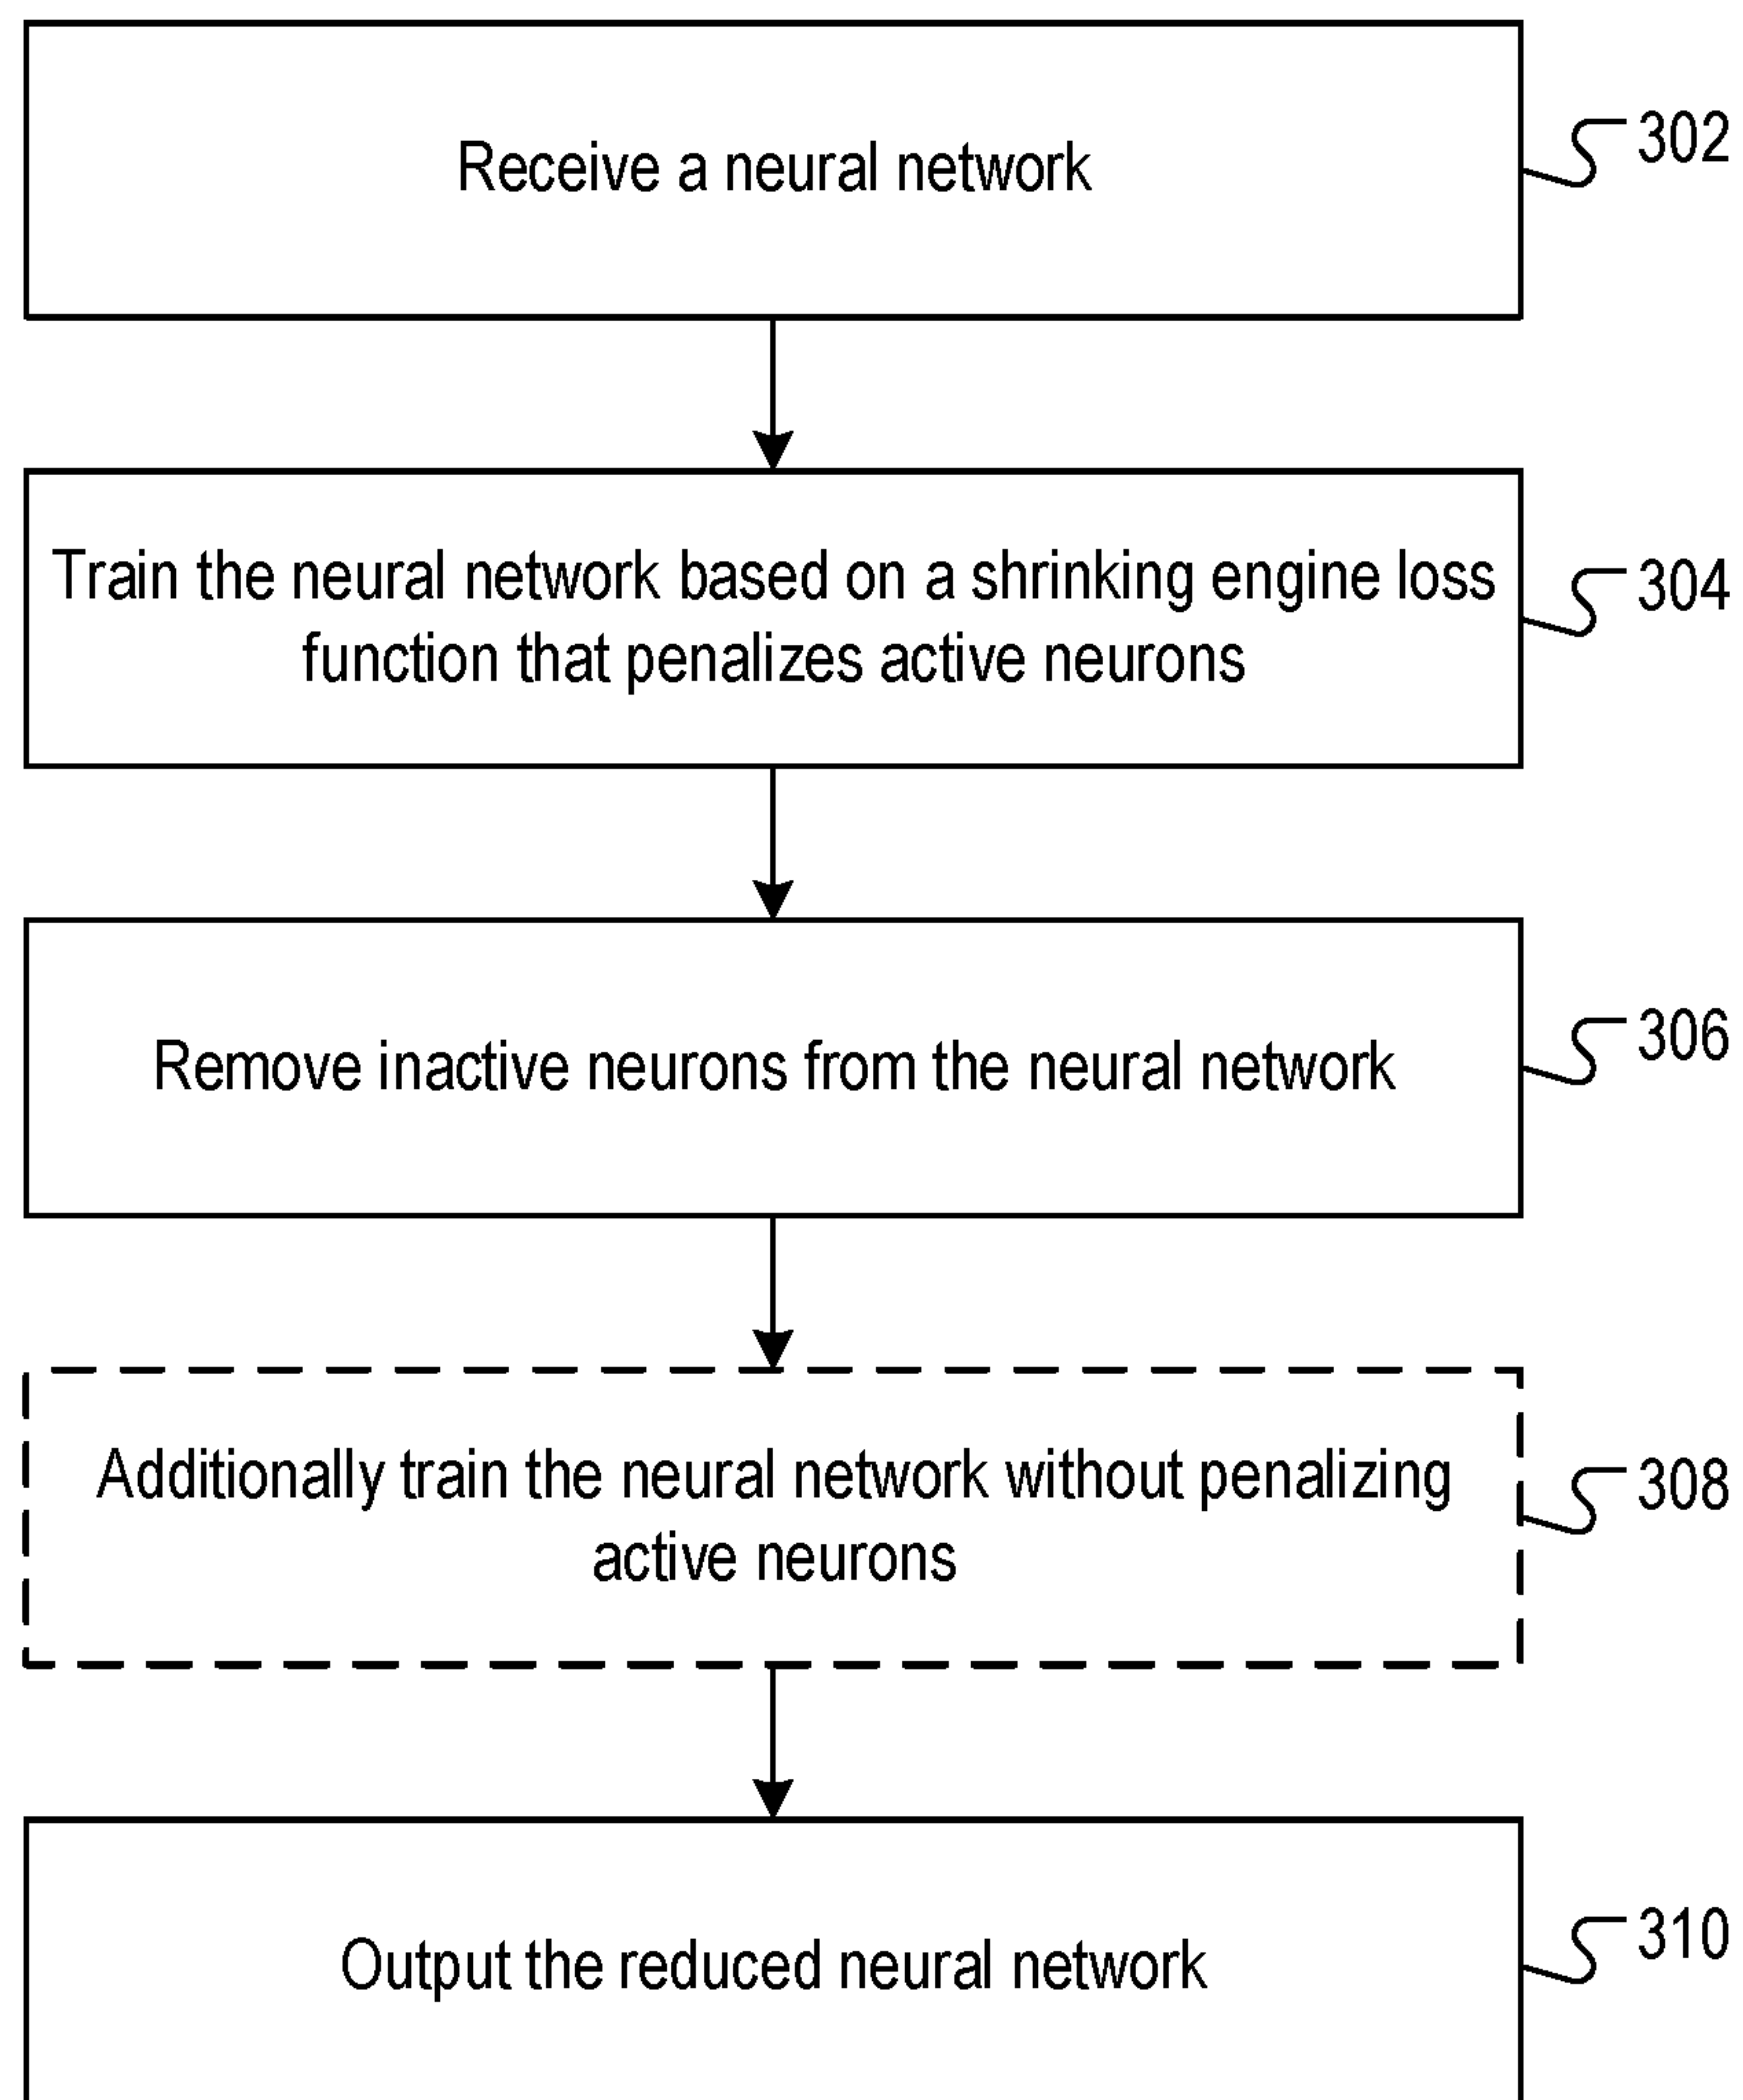 Receive a neural network
302
Train the neural network based on a shrinking engine loss
function that penalizes active neurons
304
Remove inactive neurons from the neural network
306
Additionally train the neural network without penalizing
active neurons
308
Output the reduced neural network
310